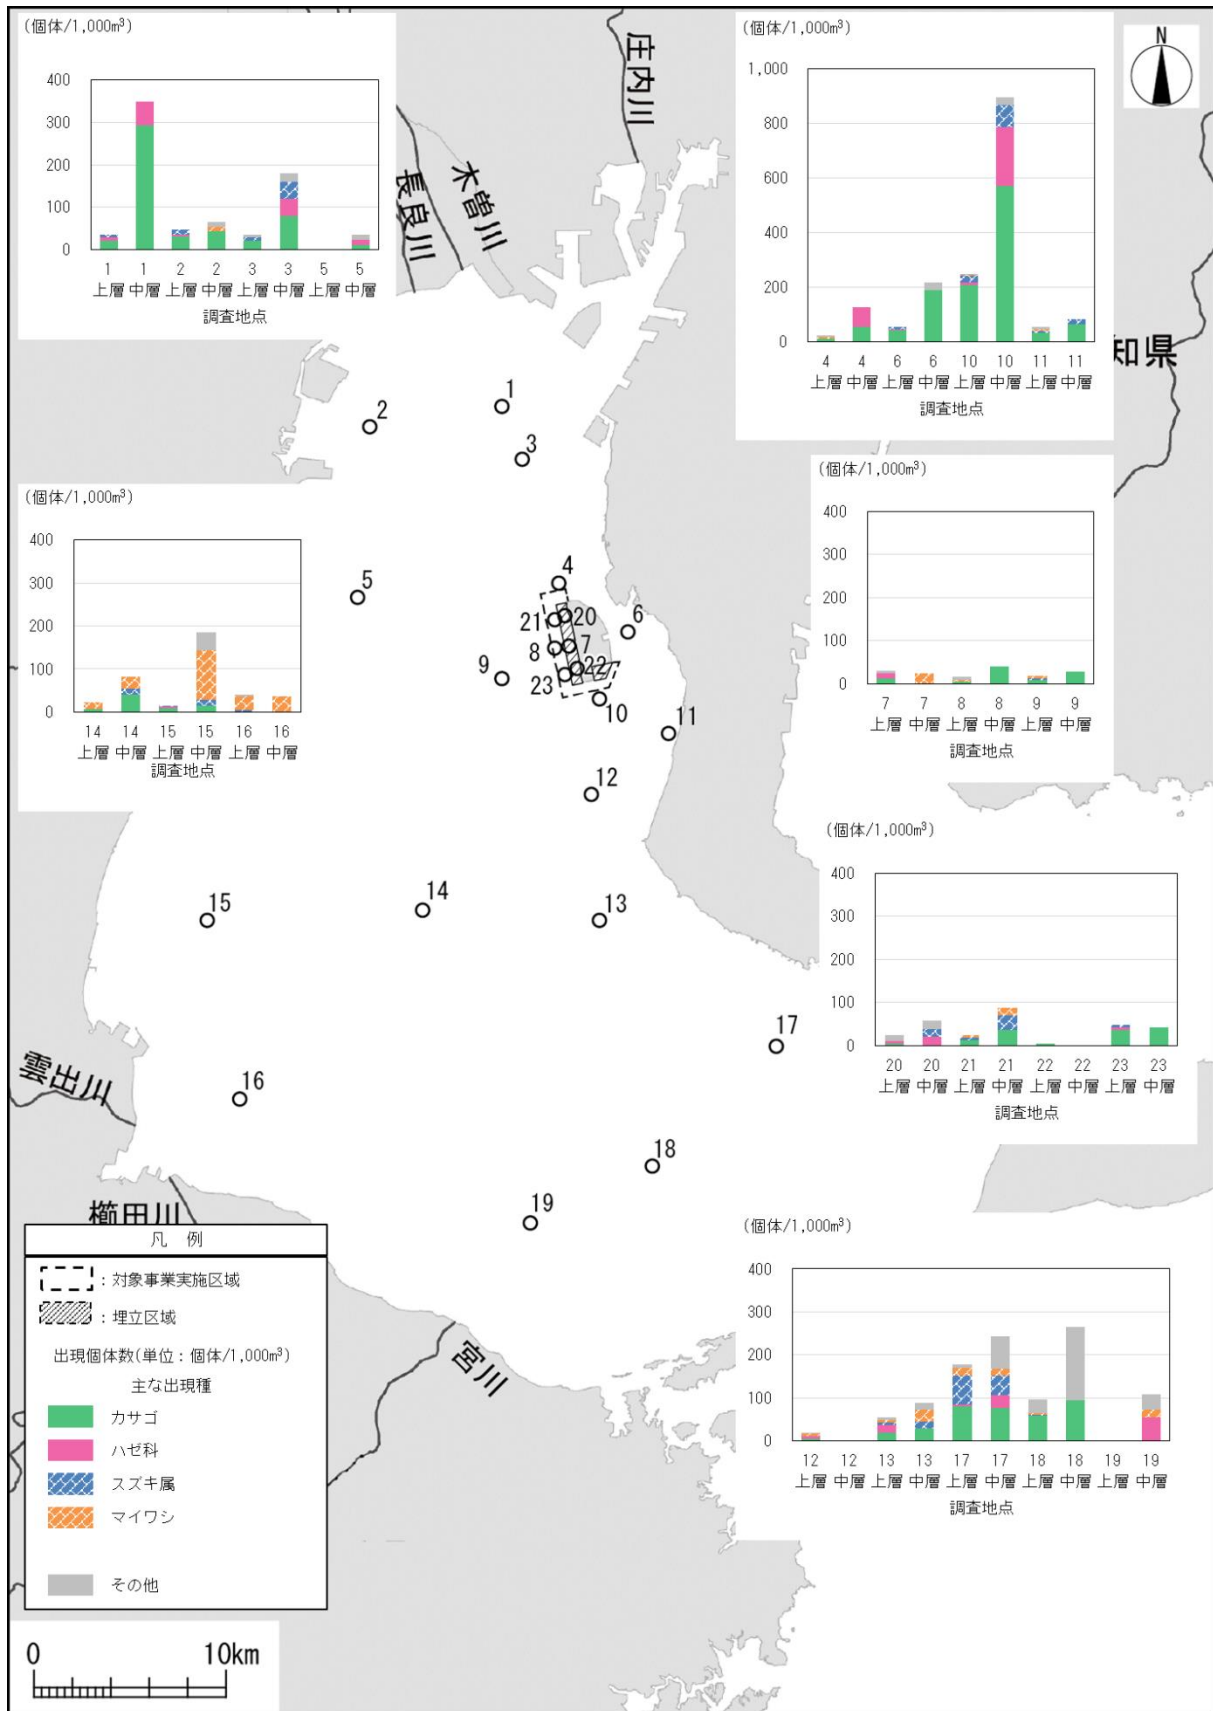 (個体/1,000m³)
400
300
200
100
0
1 1 2 2 3 3 5 5
上層 中層 上層 中層 上層 中層 上層 中層
調査地点
(個体/1,000m³)
1,000
800
600
400
200
0
4 4 6 6 10 10 11 11
上層 中層 上層 中層 上層 中層 上層 中層
調査地点
N
庄内川
木曽川
長良川
知県
1
2
3
(個体/1,000m³)
400
300
200
100
0
14 14 15 15 16 16
上層 中層 上層 中層 上層 中層
調査地点
(個体/1,000m³)
400
300
200
100
0
7 7 8 8 9 9
上層 中層 上層 中層 上層 中層
調査地点
4
5
20
6
21
7
8
22
9
23
10
11
12
13
14
15
(個体/1,000m³)
400
300
200
100
0
20 20 21 21 22 22 23 23
上層 中層 上層 中層 上層 中層 上層 中層
調査地点
17
雲出川
16
18
19
櫛田川
宮川
(個体/1,000m³)
400
300
200
100
0
12 12 13 13 17 17 18 18 19 19
上層 中層 上層 中層 上層 中層 上層 中層 上層 中層
調査地点
凡 例
:対象事業実施区域
:埋立区域
出現個体数(単位:個体/1,000m³)
主な出現種
カサゴ
ハゼ科
スズキ属
マイワシ
その他
0 10km